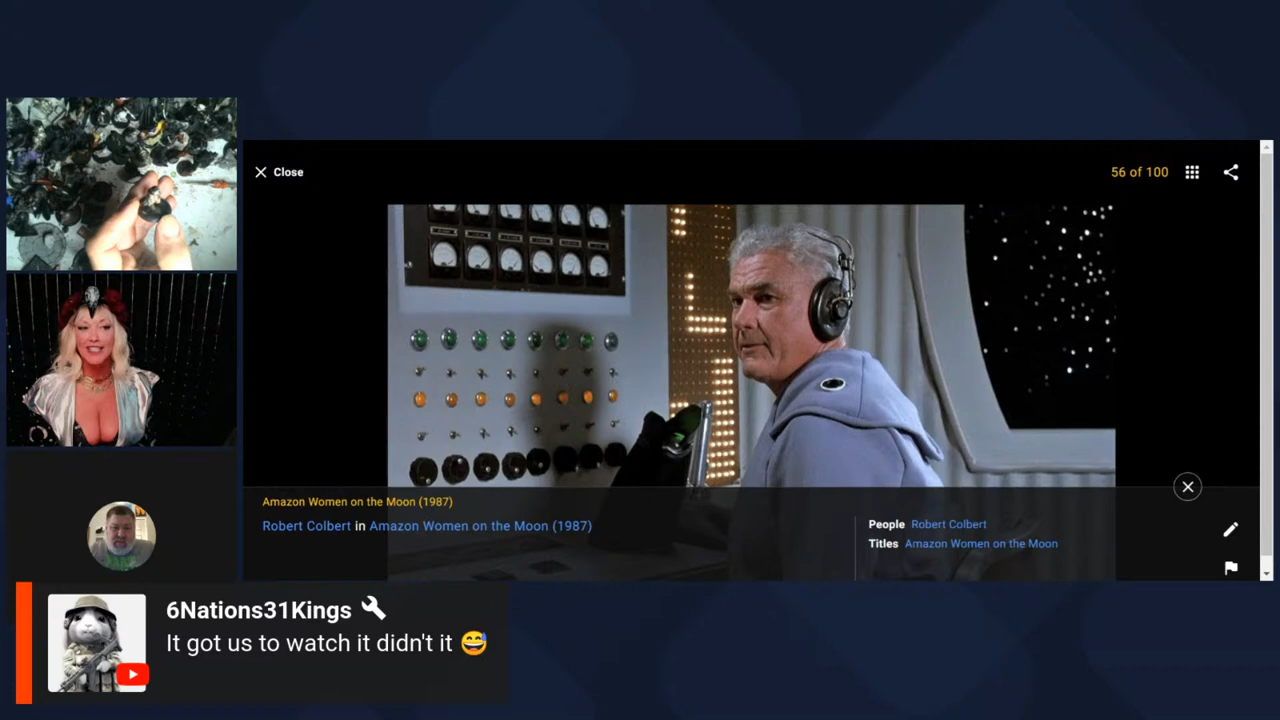 Close
56 of 100
Amazon Women on the Moon (1987)
Robert Colbert in Amazon Women on the Moon (1987)
People Robert Colbert
Titles Amazon Women on the Moon
6Nations31Kings
It got us to watch it didn't it 😅